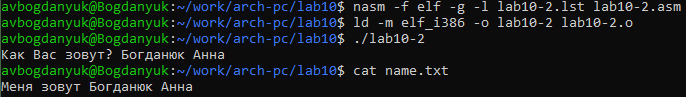 avbogdanyuk@Bogdanyuk:~/work/arch-pc/lab10$ nasm -f elf -g -l lab10-2.lst lab10-2.asm
avbogdanyuk@Bogdanyuk:~/work/arch-pc/lab10$ ld -m elf_i386 -o lab10-2 lab10-2.o
avbogdanyuk@Bogdanyuk:~/work/arch-pc/lab10$ ./lab10-2
Как Вас зовут? Богданюк Анна
avbogdanyuk@Bogdanyuk:~/work/arch-pc/lab10$ cat name.txt
Меня зовут Богданюк Анна